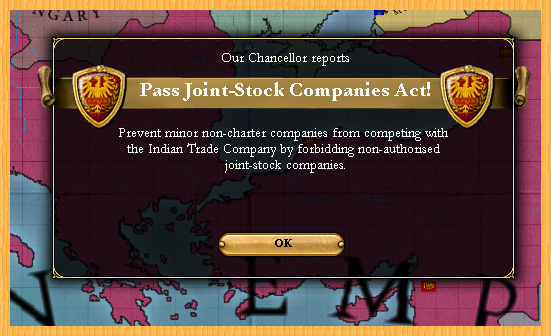 NGARY
Our Chancellor reports
Pass Joint-Stock Companies Act!
Prevent minor non-charter companies from competing with
the Indian Trade Company by forbidding non-authorised
joint-stock companies.
OK
N E M P